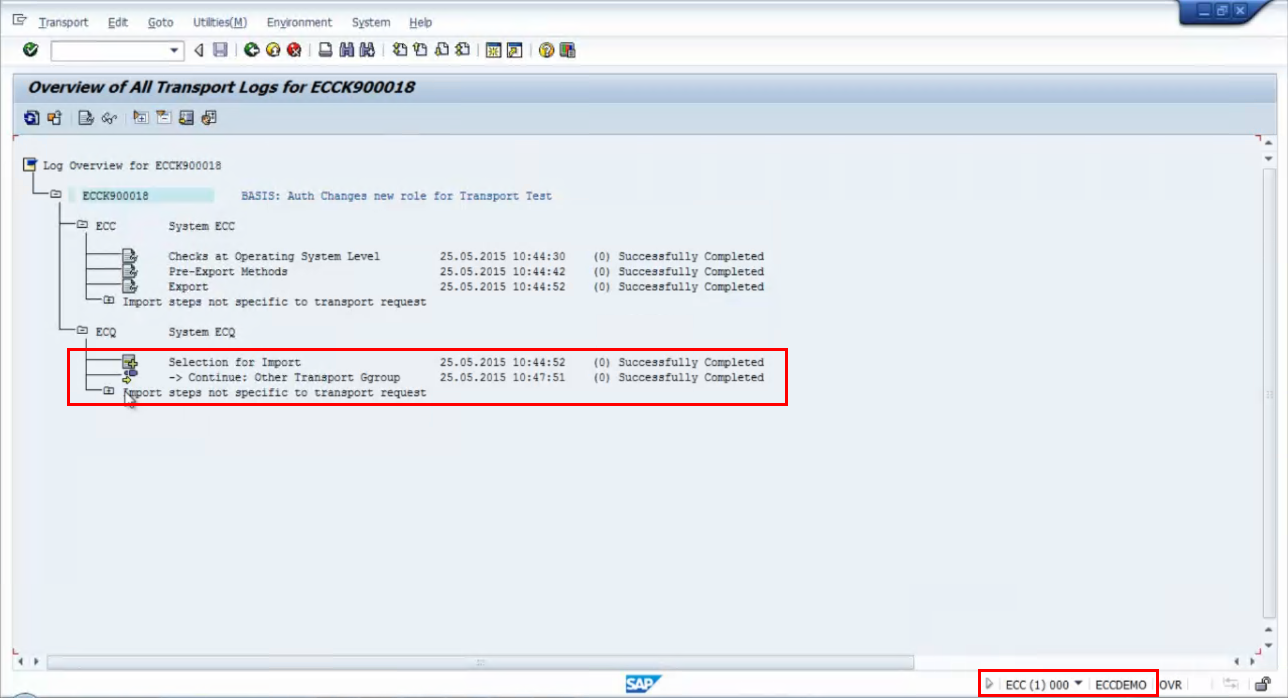 Transport Edit Goto Utilities(M) Environment System Help
Overview of All Transport Logs for ECCK900018
Log Overview for ECCK900018
ECCK900018 BASIS: Auth Changes new role for Transport Test
ECC System ECC
Checks at Operating System Level 25.05.2015 10:44:30 (0) Successfully Completed
Pre-Export Methods 25.05.2015 10:44:42 (0) Successfully Completed
Export 25.05.2015 10:44:52 (0) Successfully Completed
Import steps not specific to transport request
ECQ System ECQ
Selection for Import 25.05.2015 10:44:52 (0) Successfully Completed
-> Continue: Other Transport Ggroup 25.05.2015 10:47:51 (0) Successfully Completed
Import steps not specific to transport request
SAP ECC (1) 000 ECCDEMO OVR